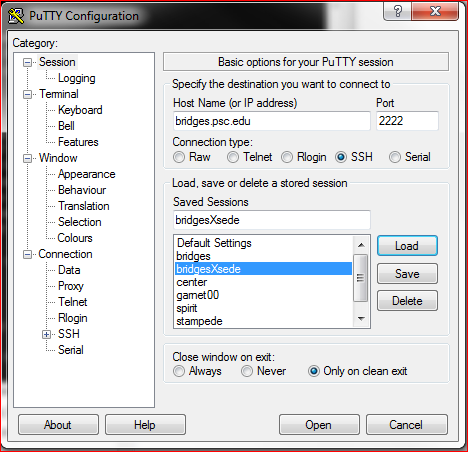 PuTTY Configuration
Category:
Session
Logging
Terminal
Keyboard
Bell
Features
Window
Appearance
Behaviour
Translation
Selection
Colours
Connection
Data
Proxy
Telnet
Rlogin
SSH
Serial
Basic options for your PuTTY session
Specify the destination you want to connect to
Host Name (or IP address) Port
bridges.psc.edu 2222
Connection type:
Raw Telnet Rlogin SSH Serial
Load, save or delete a stored session
Saved Sessions
bridgesXsede
Default Settings
bridges
bridgesXsede
center
garnet00
spirit
stampede
Load
Save
Delete
Close window on exit:
Always Never Only on clean exit
About Help Open Cancel